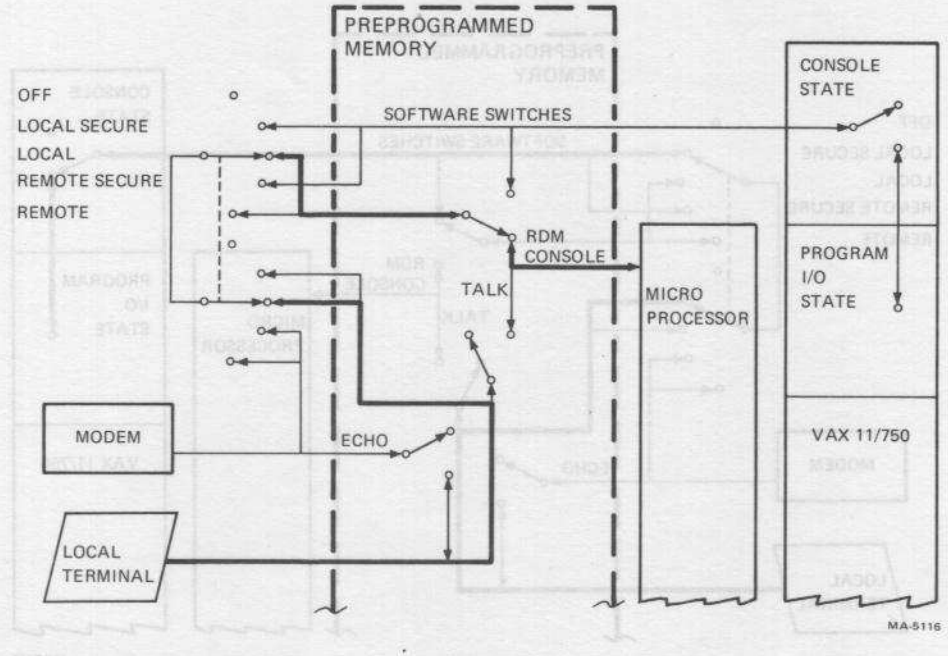 PREPROGRAMMED
MEMORY
CONSOLE
STATE
OFF
LOCAL SECURE
SOFTWARE SWITCHES
LOCAL
REMOTE SECURE
REMOTE
RDM
CONSOLE
TALK
PROGRAM
I/O
STATE
MICRO
PROCESSOR
MODEM
ECHO
VAX 11/750
LOCAL
TERMINAL
MA-5116